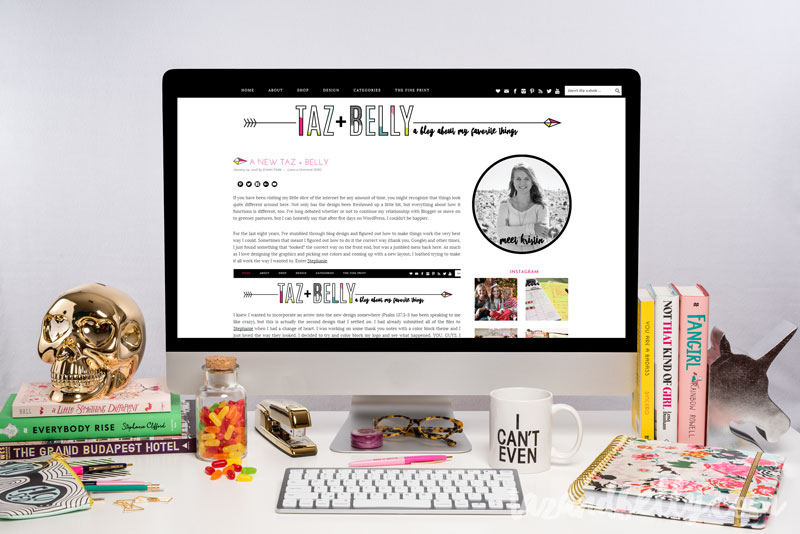 HOME ABOUT SHOP DESIGN CATEGORIES THE FINE PRINT
TAZ+BELLY
a blog about my favorite things
A NEW TAZ + BELLY
If you have been visiting my little slice of the internet for any amount of time, you might recognize that things look
quite different around here. Not only has the design been freshened up a little bit, but everything about how it
functions is different, too. I've long debated whether or not to continue my relationship with Blogger or move on
to greener pastures, but I can honestly say that after five days on WordPress, I couldn't be happier.
For the last eight years, I've stumbled through blog design and figured out how to make things work the very best
way I could. Sometimes that meant I figured out how to do it the correct way (thank you, Google) and other times,
I just found something that "looked" the correct way on the front end, but was a jumbled mess back here. As much
as I love designing the graphics and picking out colors and coming up with a new layout, I loathed trying to make
it all work the way I wanted to. Enter Stephanie.
HOME ABOUT SHOP DESIGN CATEGORIES THE FINE PRINT
TAZ+BELLY
a blog about my favorite things
I knew I wanted to incorporate an arrow into the new design somewhere (Psalm 127:3-5 has been speaking to me
like crazy), but this is actually the second design that I settled on. I had already submitted all of the files to
Stephanie when I had a change of heart. I was working on some thank you notes with a color block theme and I
just loved the way they looked. I decided to try and color block my logo and see what happened. YOU. GUYS. I
meet kristin
INSTAGRAM
HALL
A LITTLE SOMETHING DIFFERENT
EVERYBODY RISE Stephanie Clifford
THE GRAND BUDAPEST HOTEL
I
CAN'T
EVEN
YOU ARE A BADASS
SINCERO
NOT THAT KIND OF GIRL
Lena Dunham
FANGIRL
RAINBOW ROWELL
tazandbelly.com